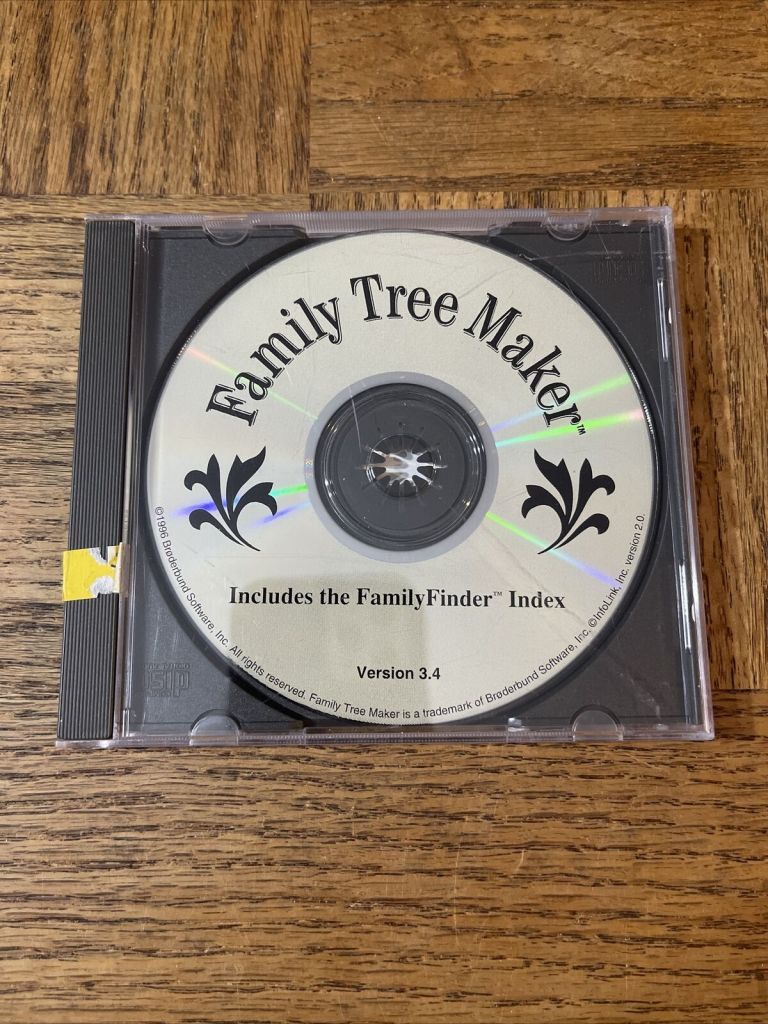 Family Tree Maker™
Includes the FamilyFinder™ Index
Version 3.4
©1996 Brøderbund Software, Inc. All rights reserved. Family Tree Maker is a trademark of Brøderbund Software, Inc. ©InfoLink, Inc. version 2.0.